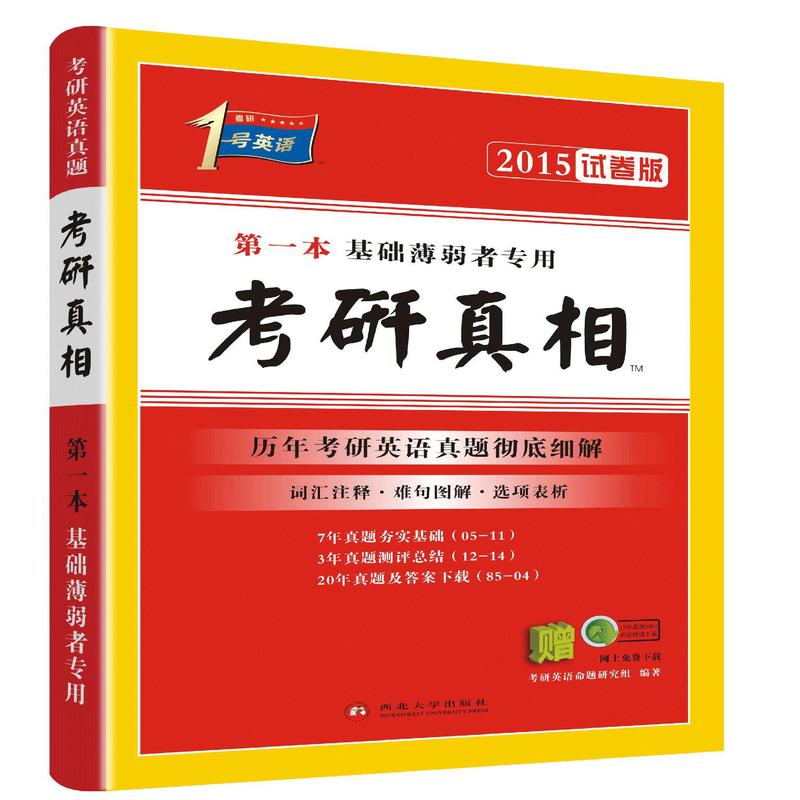 考研英语真题
考研真相
第一本
基础薄弱者专用
考研
1号英语
2015试卷版
第一本 基础薄弱者专用
考研真相™
历年考研英语真题彻底细解
词汇注释·难句图解·选项表析
7年真题夯实基础（05-11）
3年真题测评总结（12-14）
20年真题及答案下载（85-04）
赠
网上免费下载
考研英语命题研究组 编著
西北大学出版社
NORTHWEST UNIVERSITY PRESS